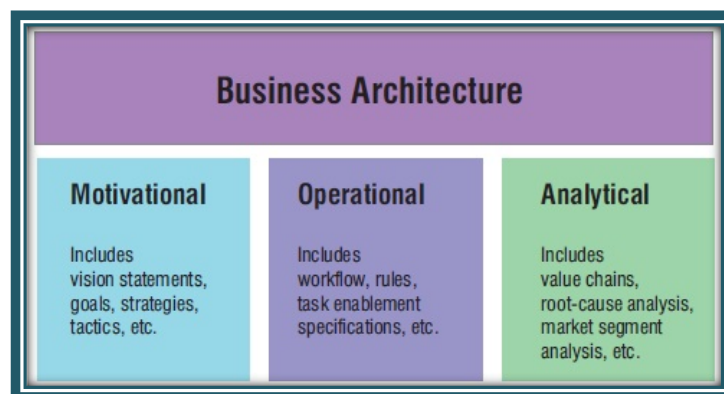 Business Architecture
Motivational
Includes
vision statements,
goals, strategies,
tactics, etc.
Operational
Includes
workflow, rules,
task enablement
specifications, etc.
Analytical
Includes
value chains,
root-cause analysis,
market segment
analysis, etc.